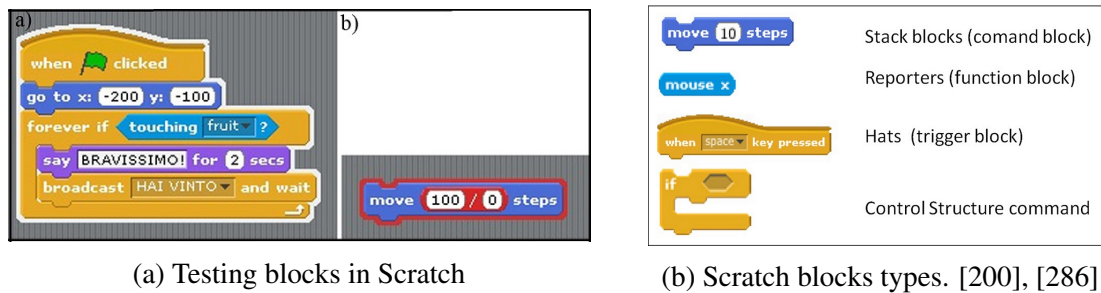 a)
when clicked
go to x: -200 y: -100
forever if touching fruit ?
say BRAVISSIMO! for 2 secs
broadcast HAI VINTO and wait
b)
move 100 / 0 steps
(a) Testing blocks in Scratch
move 10 steps Stack blocks (comand block)
mouse x Reporters (function block)
when space key pressed Hats (trigger block)
if
Control Structure command
(b) Scratch blocks types. [200], [286]